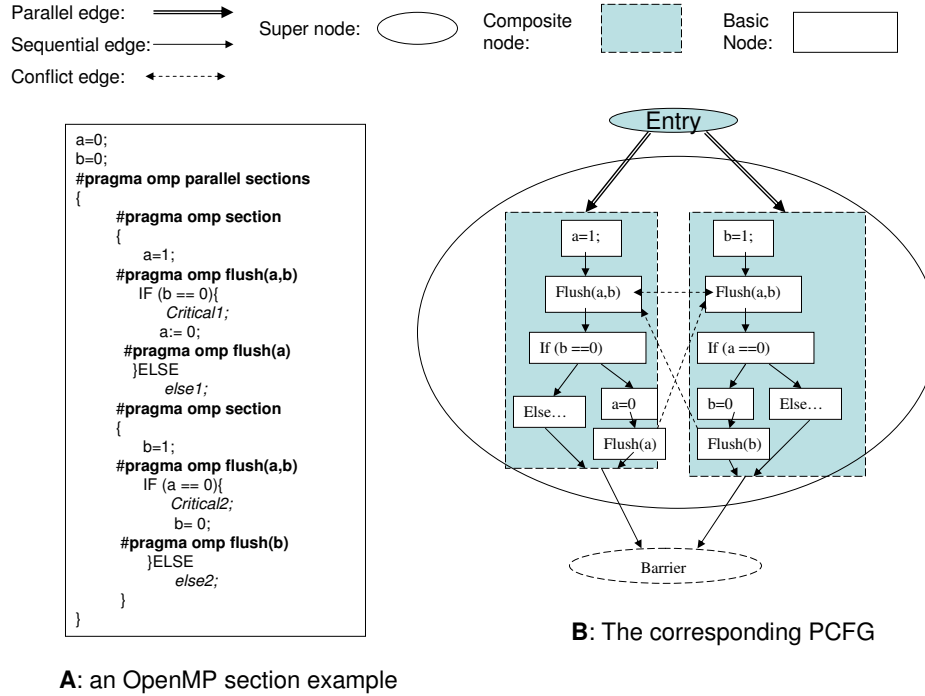 Parallel edge:
Sequential edge:
Conflict edge:
Super node:
Composite
node:
Basic
Node:
a=0;
b=0;
#pragma omp parallel sections
{
#pragma omp section
{
a=1;
#pragma omp flush(a,b)
IF (b == 0){
Critical1;
a:= 0;
#pragma omp flush(a)
}ELSE
else1;
#pragma omp section
{
b=1;
#pragma omp flush(a,b)
IF (a == 0){
Critical2;
b= 0;
#pragma omp flush(b)
}ELSE
else2;
}
}
A: an OpenMP section example
Entry
a=1;
Flush(a,b)
If (b ==0)
Else…
a=0
Flush(a)
b=1;
Flush(a,b)
If (a ==0)
b=0
Else…
Flush(b)
Barrier
B: The corresponding PCFG